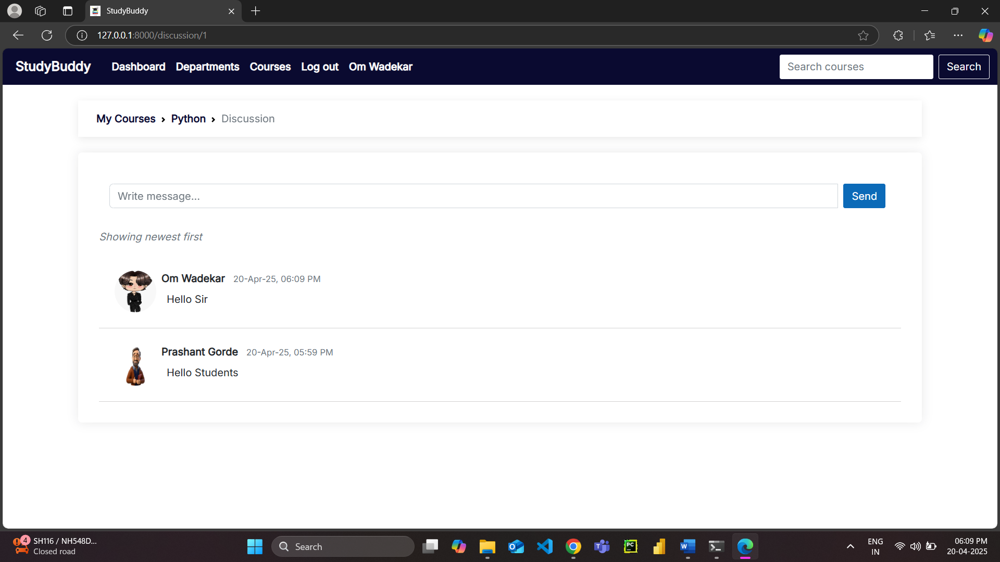 StudyBuddy
127.0.0.1:8000/discussion/1
StudyBuddy Dashboard Departments Courses Log out Om Wadekar Search courses Search
My Courses › Python › Discussion
Write message... Send
Showing newest first
Om Wadekar 20-Apr-25, 06:09 PM
Hello Sir
Prashant Gorde 20-Apr-25, 05:59 PM
Hello Students
4 SH116 / NH548D...
Closed road
Search
ENG
IN
06:09 PM
20-04-2025